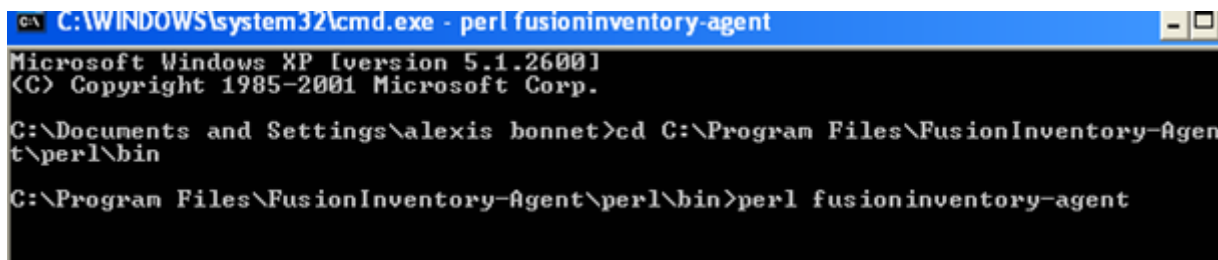 C:\WINDOWS\system32\cmd.exe - perl fusioninventory-agent
Microsoft Windows XP [version 5.1.2600]
(C) Copyright 1985-2001 Microsoft Corp.
C:\Documents and Settings\alexis bonnet>cd C:\Program Files\FusionInventory-Agen
t\perl\bin
C:\Program Files\FusionInventory-Agent\perl\bin>perl fusioninventory-agent